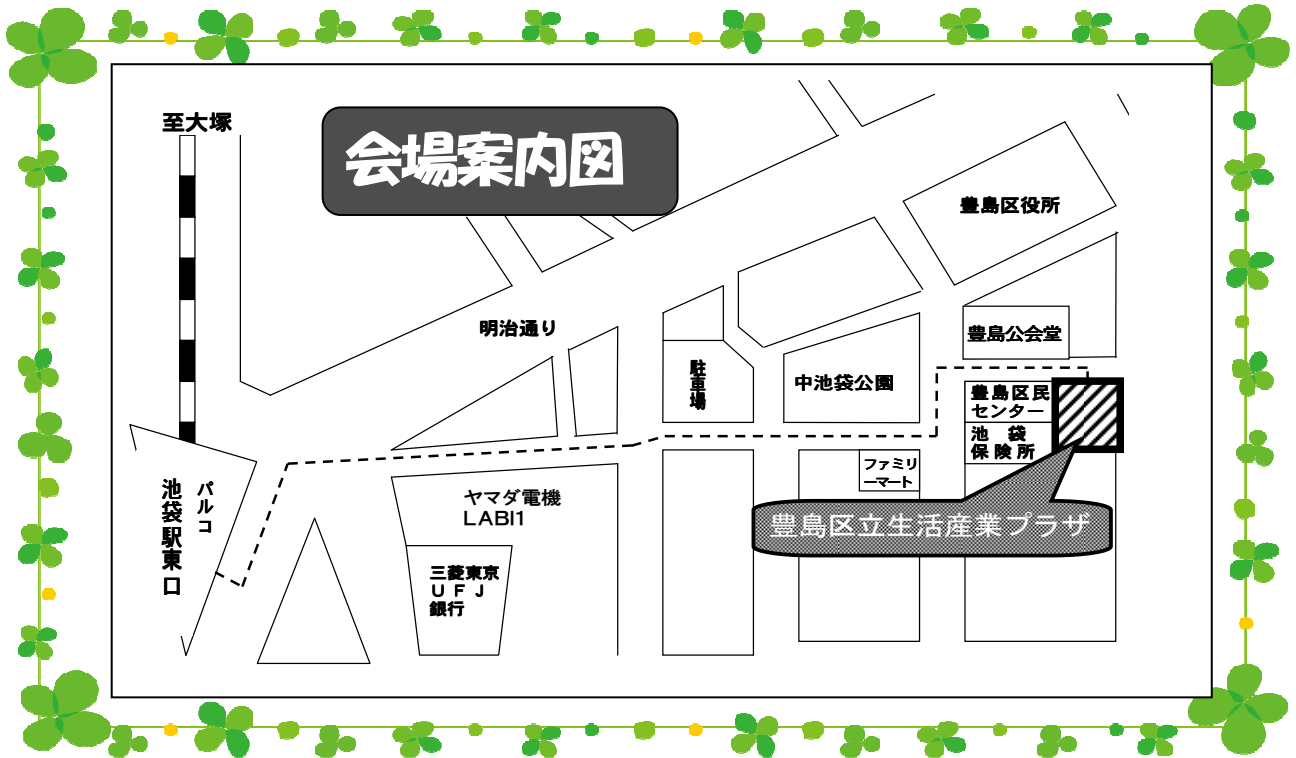 至大塚
会場案内図
豊島区役所
明治通り
豊島公会堂
駐車場
中池袋公園
豊島区民
センター
池袋
保険所
ファミリ
ーマート
パルコ
池袋駅東口
ヤマダ電機
LABI1
豊島区立生活産業プラザ
三菱東京
ＵＦＪ
銀行